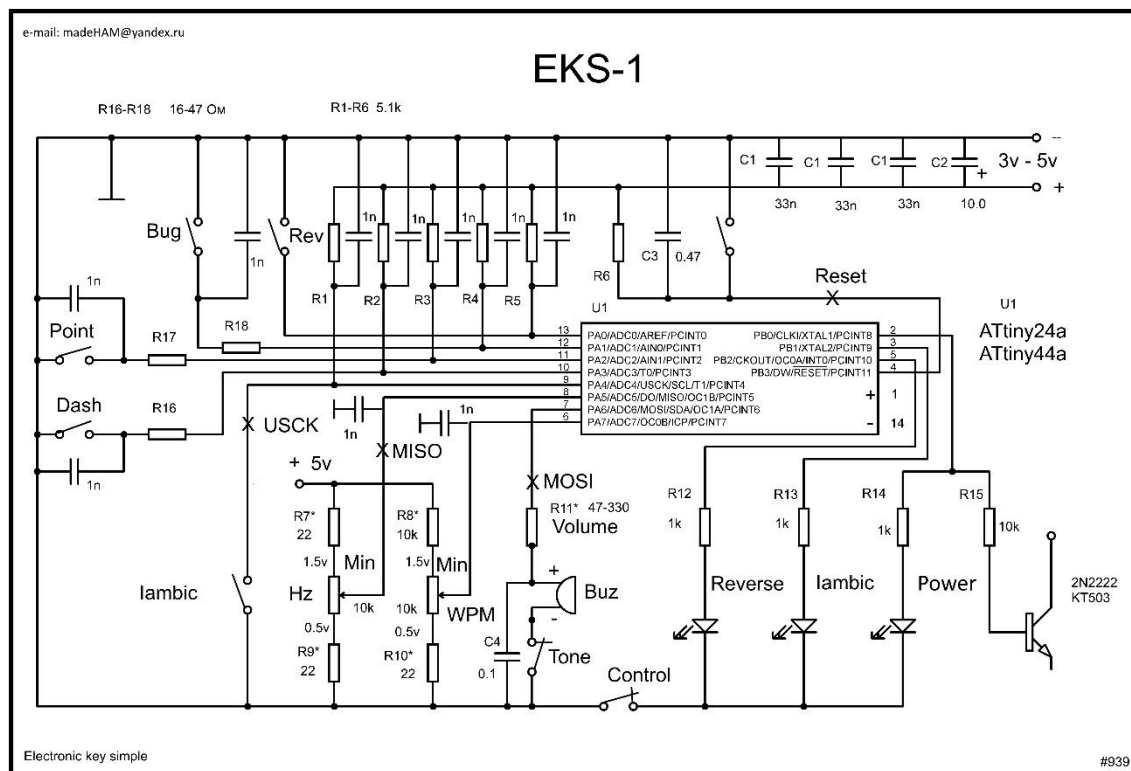 e-mail: madeHAM@yandex.ru
EKS-1
R16-R18 16-47 Ом
R1-R6 5.1k
C1
C1
C1
C2
--
3v - 5v
+
+
33n
33n
33n
10.0
Bug
1n
Rev
1n
1n
1n
1n
1n
C3
0.47
R6
Reset
1n
R1
R2
R3
R4
R5
U1
U1
ATtiny24a
ATtiny44a
Point
R17
R18
13
PA0/ADC0/AREF/PCINT0
PB0/CLKI/XTAL1/PCINT8
2
12
PA1/ADC1/AIN0/PCINT1
PB1/XTAL2/PCINT9
3
11
PA2/ADC2/AIN1/PCINT2
PB2/CKOUT/OC0A/INT0/PCINT10
5
10
PA3/ADC3/T0/PCINT3
PB3/DW/RESET/PCINT11
4
9
PA4/ADC4/USCK/SCL/T1/PCINT4
8
PA5/ADC5/DO/MISO/OC1B/PCINT5
+
1
7
PA6/ADC6/MOSI/SDA/OC1A/PCINT6
6
PA7/ADC7/OC0B/ICP/PCINT7
-
14
Dash
R16
1n
USCK
1n
1n
MISO
MOSI
+ 5v
R7*
22
R8*
10k
R11* 47-330
Volume
R12
1k
R13
1k
R14
1k
R15
10k
1.5v
Min
1.5v
Min
Iambic
Hz
10k
10k
WPM
+
Buz
-
Reverse
Iambic
Power
2N2222
KT503
0.5v
0.5v
R9*
22
R10*
22
C4
0.1
Tone
Control
Electronic key simple
#939